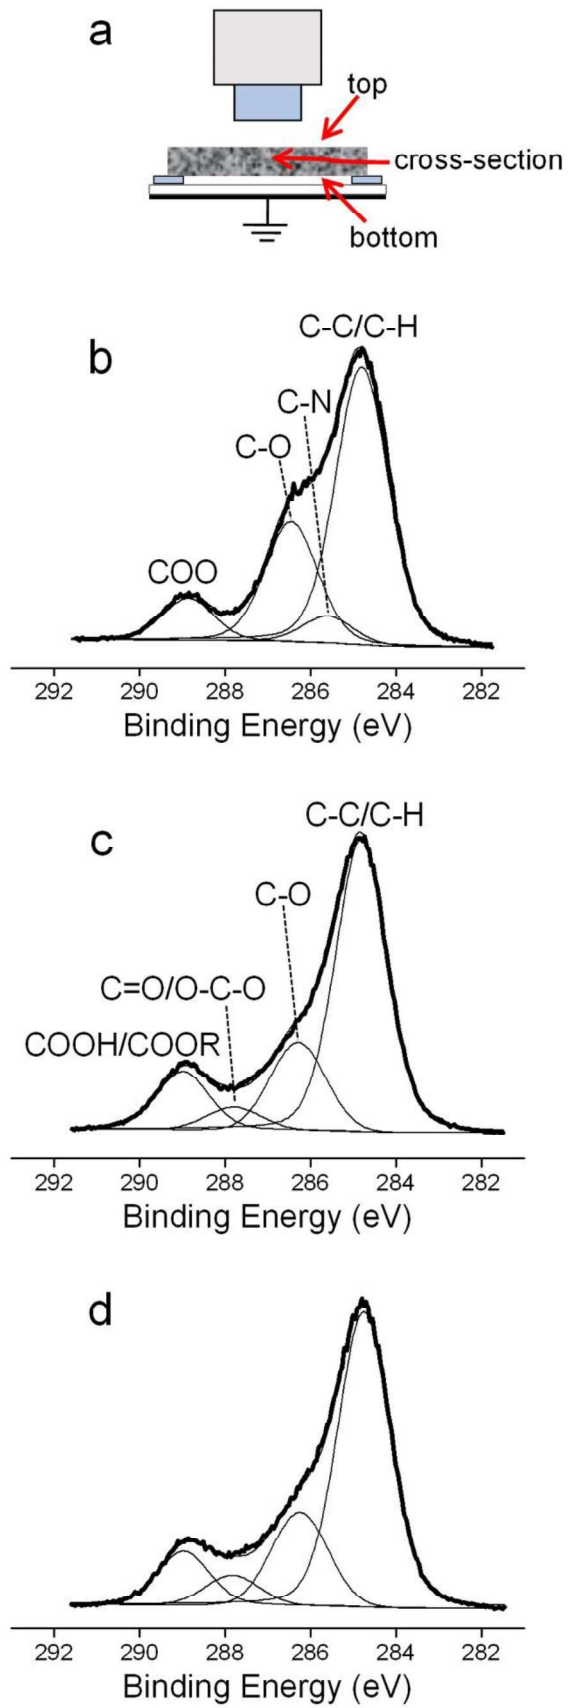 a
top
cross-section
bottom
b
C-C/C-H
C-N
C-O
COO
292 290 288 286 284 282
Binding Energy (eV)
c
C-C/C-H
C-O
C=O/O-C-O
COOH/COOR
292 290 288 286 284 282
Binding Energy (eV)
d
292 290 288 286 284 282
Binding Energy (eV)